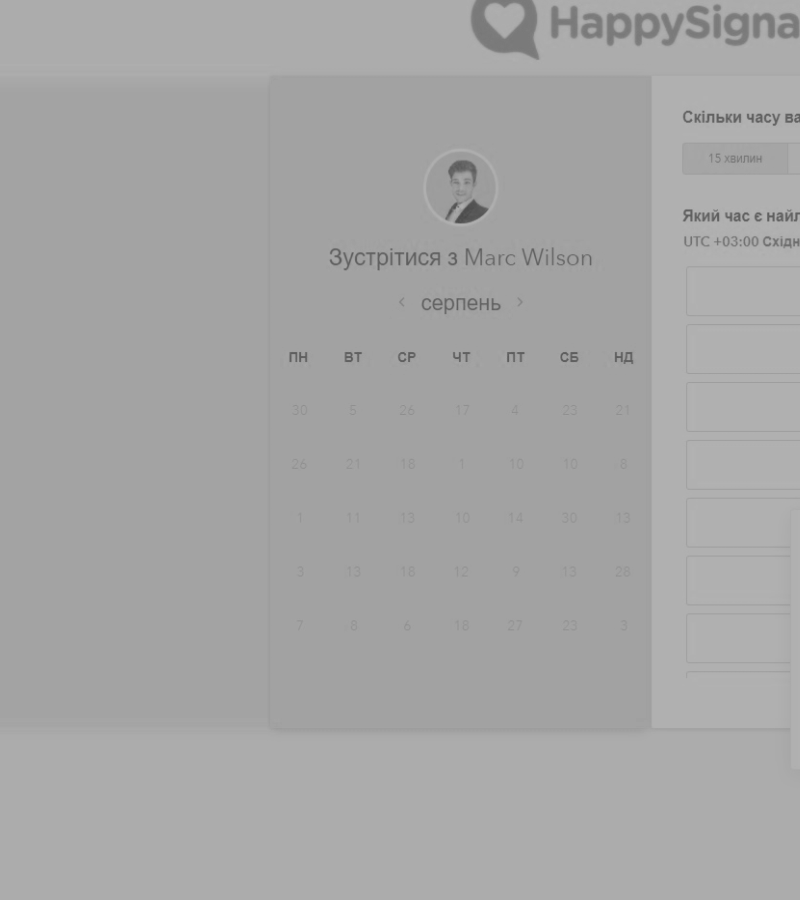 HappySigna
Зустрітися з Marc Wilson
серпень
ПН ВТ СР ЧТ ПТ СБ НД
30 5 26 17 4 23 21
26 21 18 1 10 10 8
1 11 13 10 14 30 13
3 13 18 12 9 13 28
7 8 6 18 27 23 3
Скільки часу ва
15 хвилин
Який час є найл
UTC +03:00 Східн